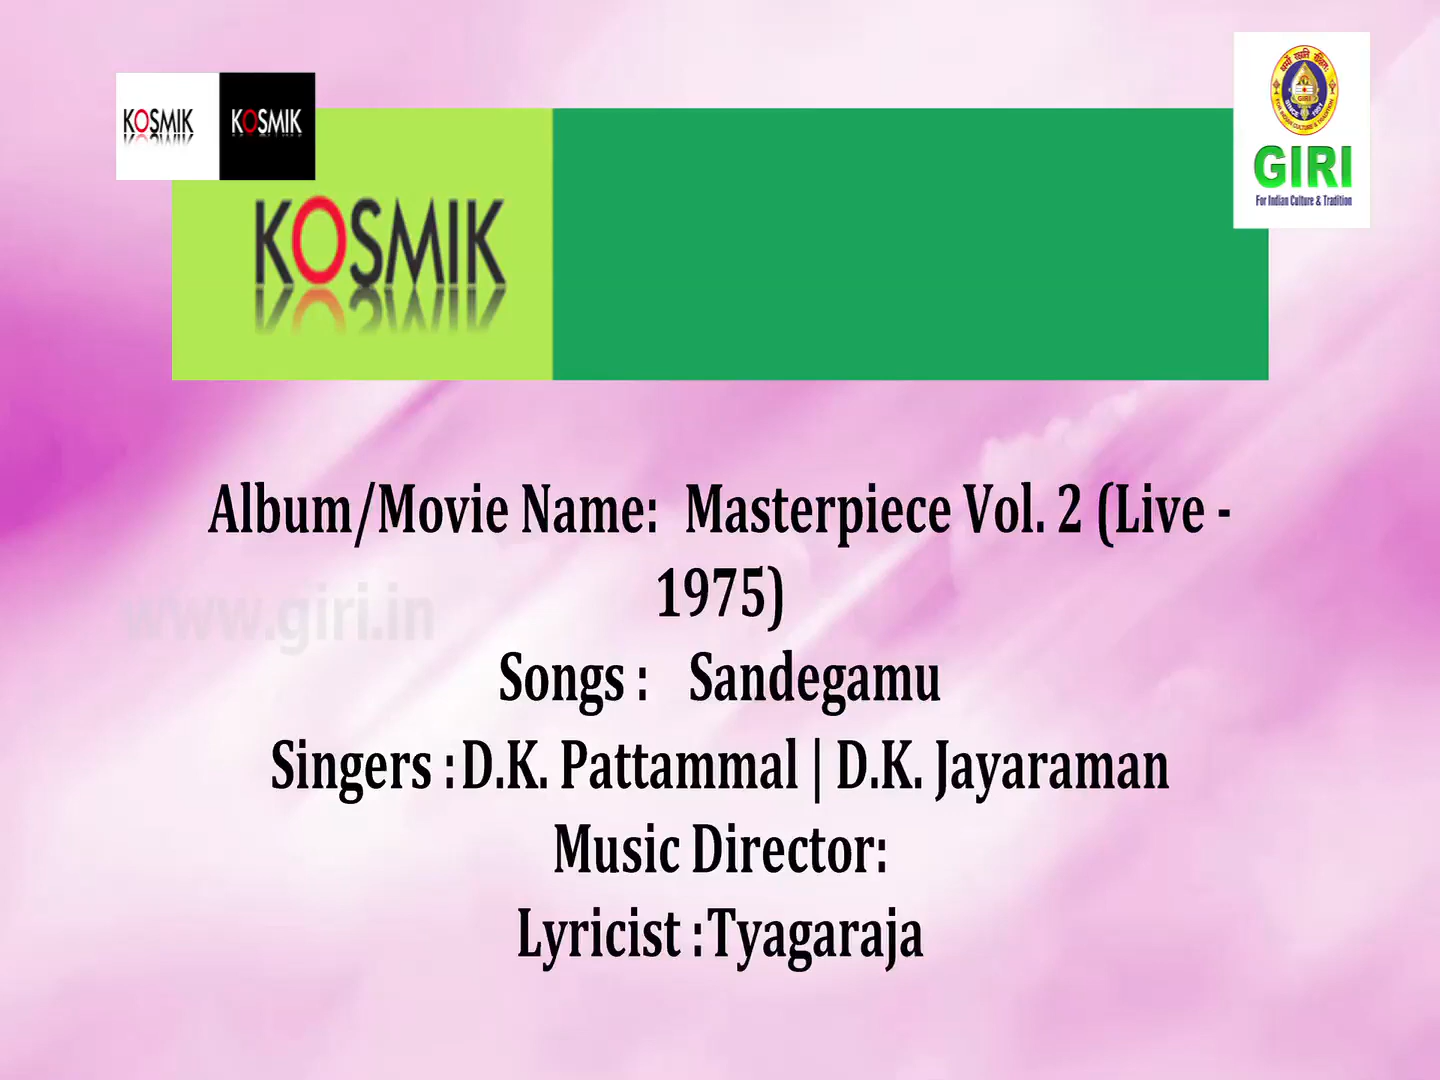 KOSMIK
KOSMIK
GIRI
For Indian Culture & Tradition
KOSMIK
Album/Movie Name: Masterpiece Vol. 2 (Live -
1975)
www.giri.in
Songs : Sandegamu
Singers : D.K. Pattammal | D.K. Jayaraman
Music Director:
Lyricist : Tyagaraja